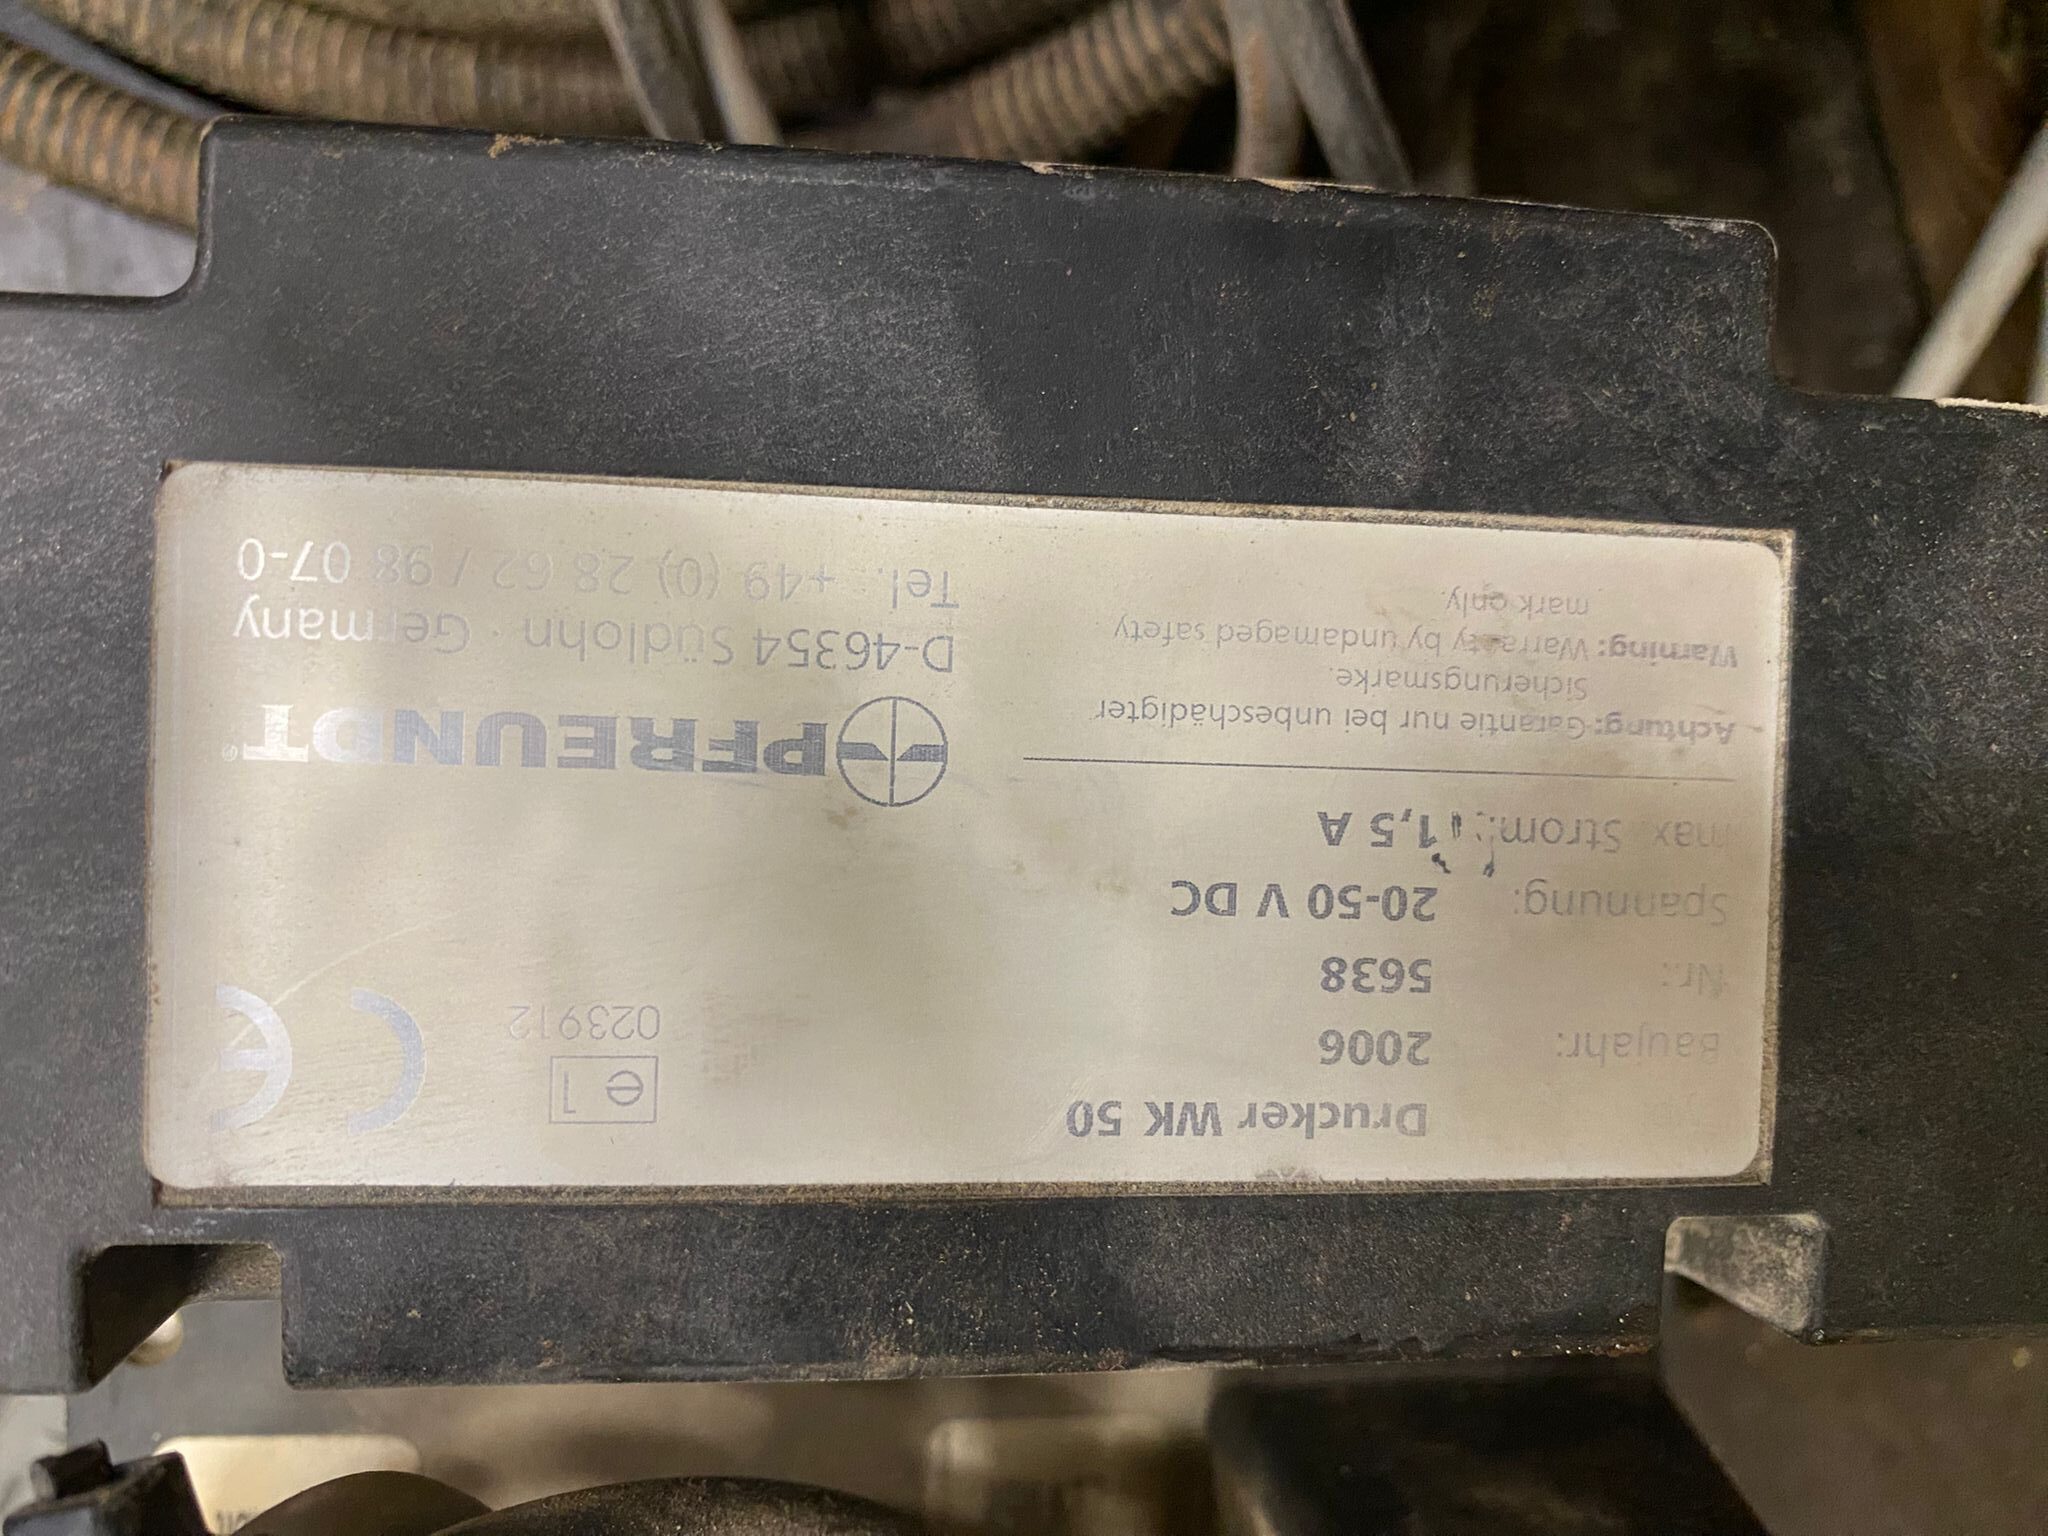 Drucker WK 50
Baujahr: 2006
Nr.: 5638
Spannung: 20-50 V DC
max. Strom: 1,5 A
Achtung: Garantie nur bei unbeschädigter
Sicherungsmarke.
Warning: Warranty by undamaged safety
mark only.
e 1
023912
CE
PFREUNDT®
D-46354 Südlohn · Germany
Tel.: +49 (0) 28 62 / 98 07-0